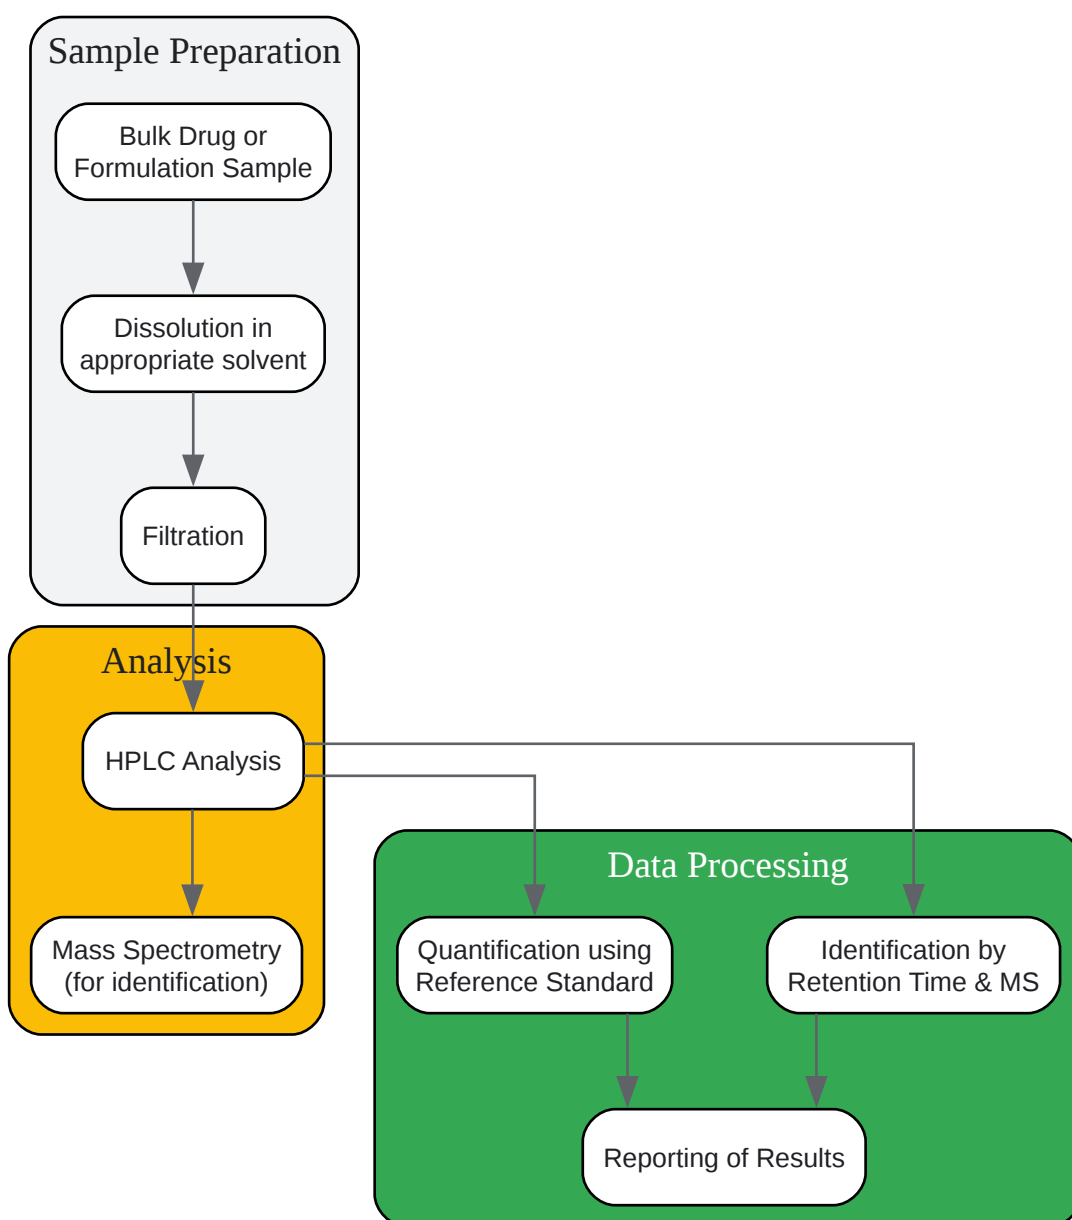 Sample Preparation
Bulk Drug or
Formulation Sample
Dissolution in
appropriate solvent
Filtration
Analysis
HPLC Analysis
Mass Spectrometry
(for identification)
Data Processing
Quantification using
Reference Standard
Identification by
Retention Time & MS
Reporting of Results